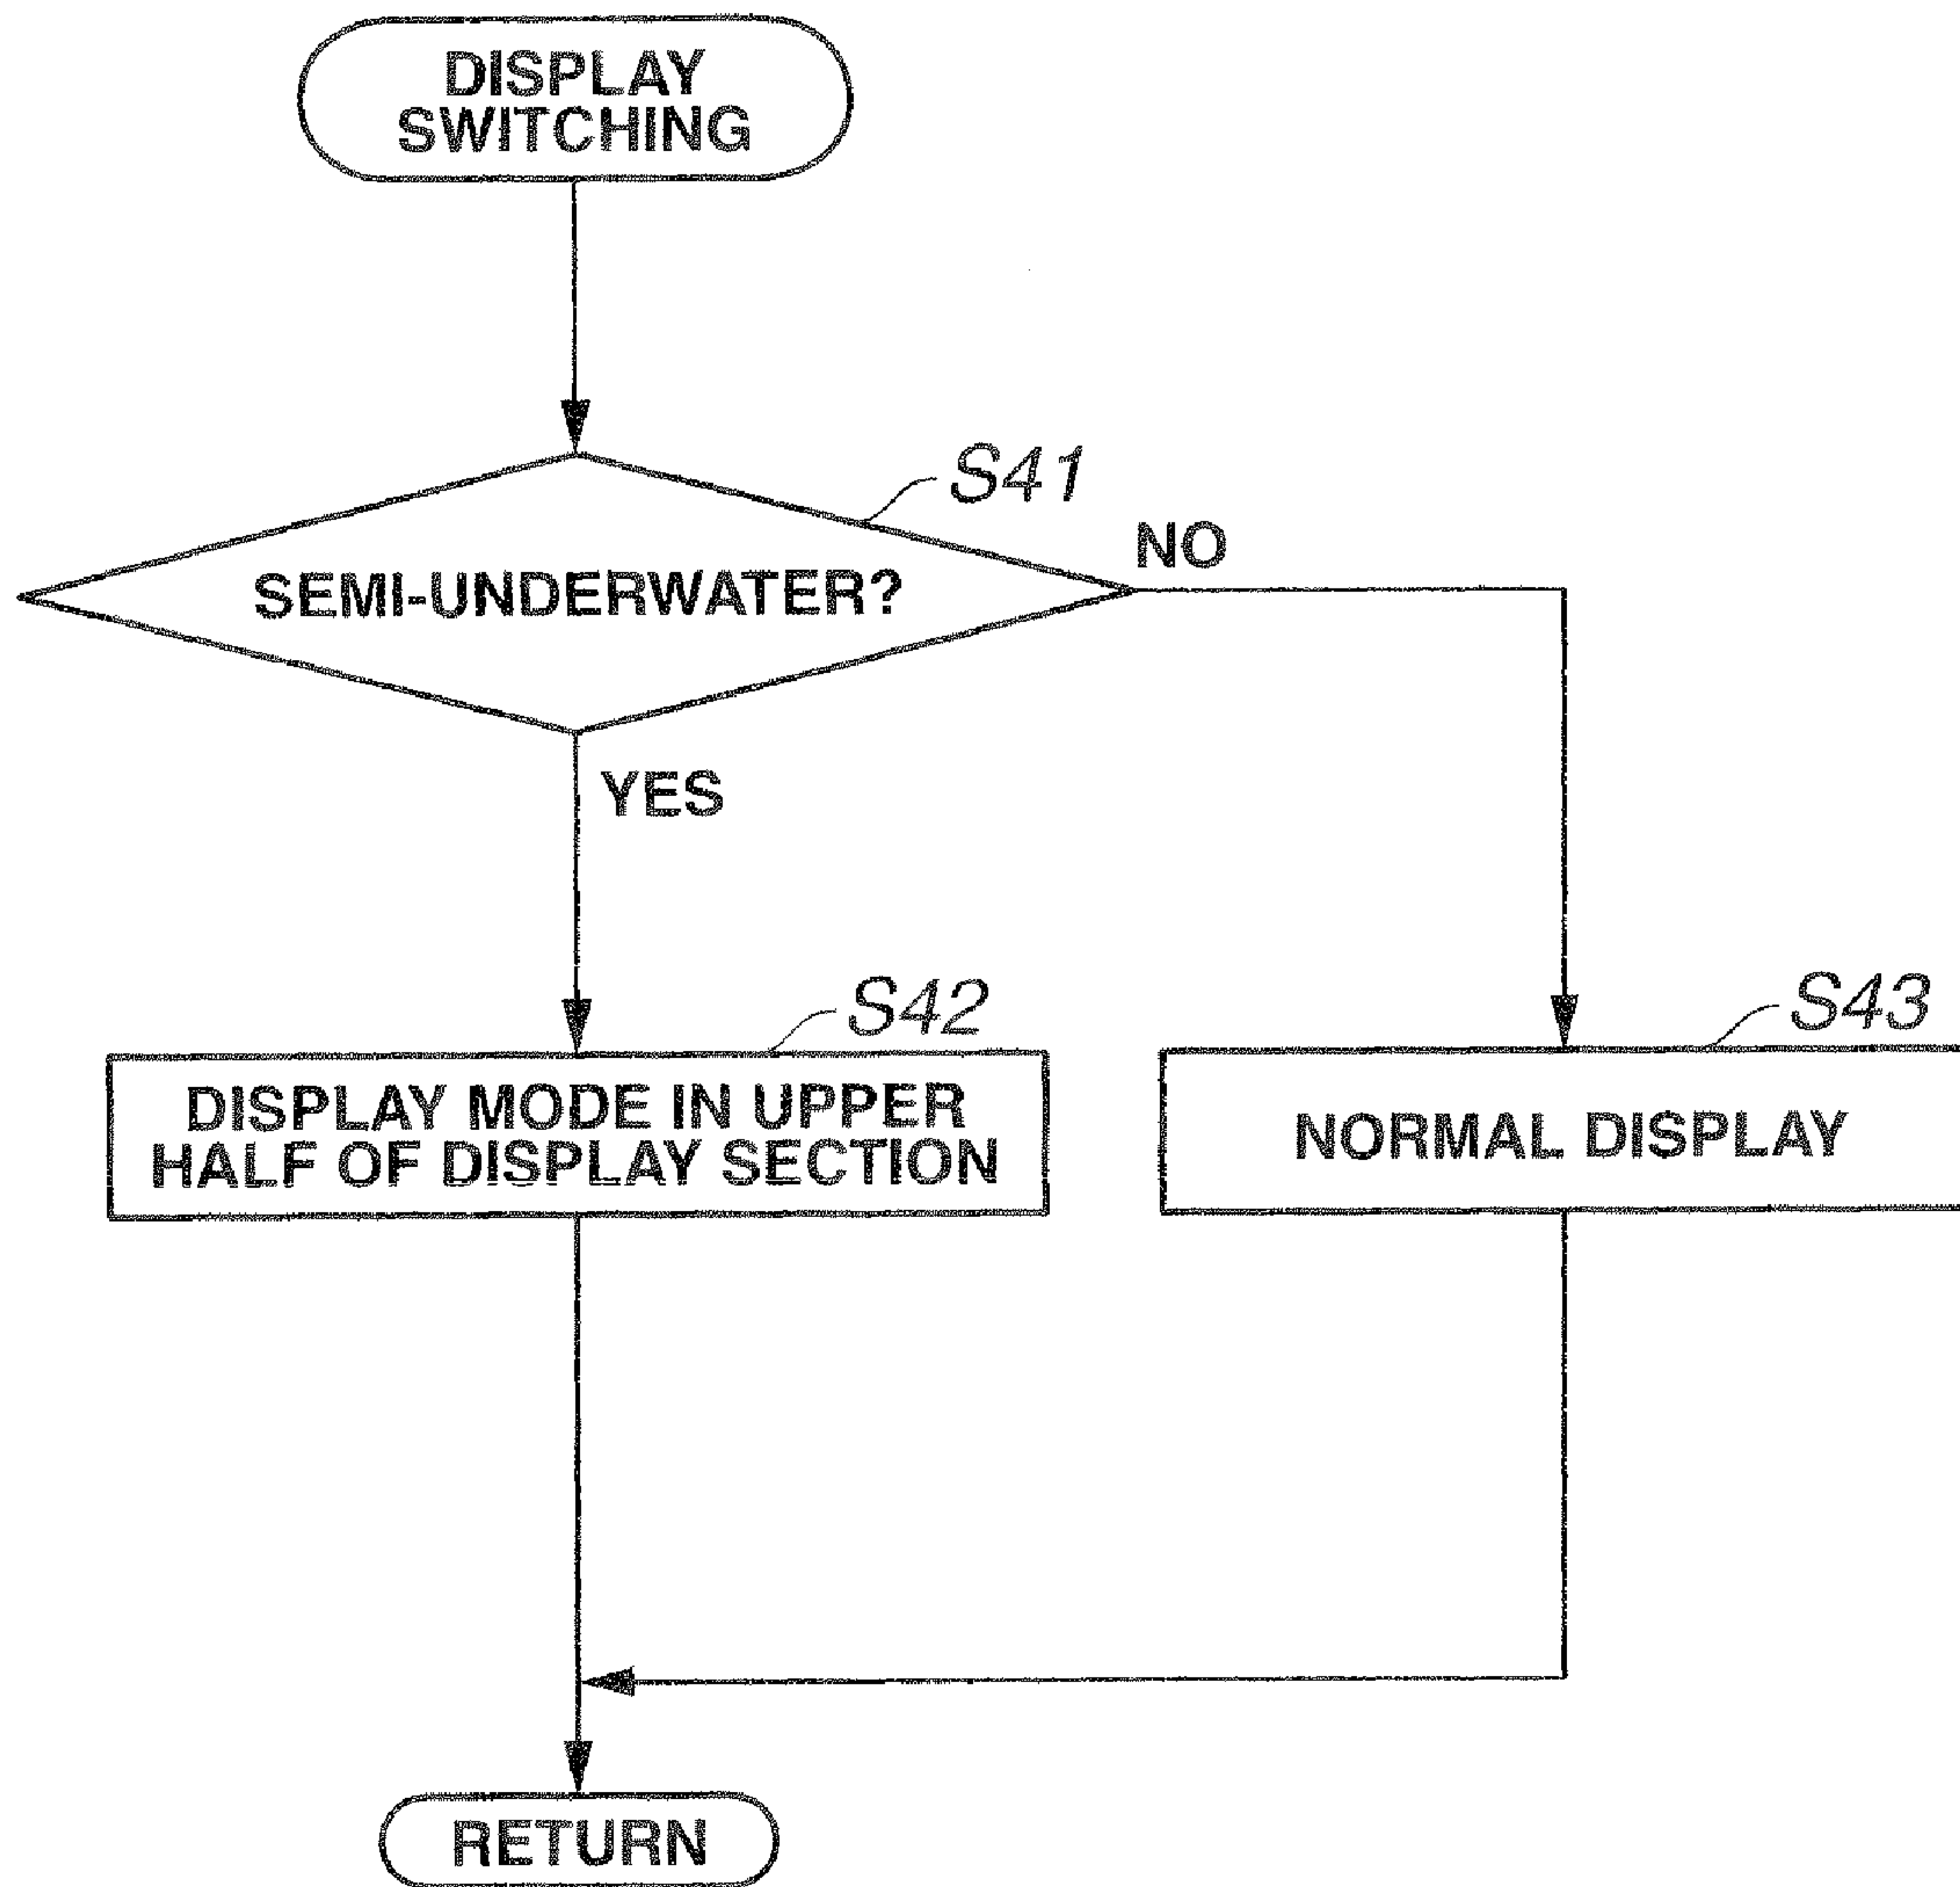 DISPLAY
SWITCHING
S41
SEMI-UNDERWATER?
NO
YES
S42
DISPLAY MODE IN UPPER
HALF OF DISPLAY SECTION
S43
NORMAL DISPLAY
RETURN